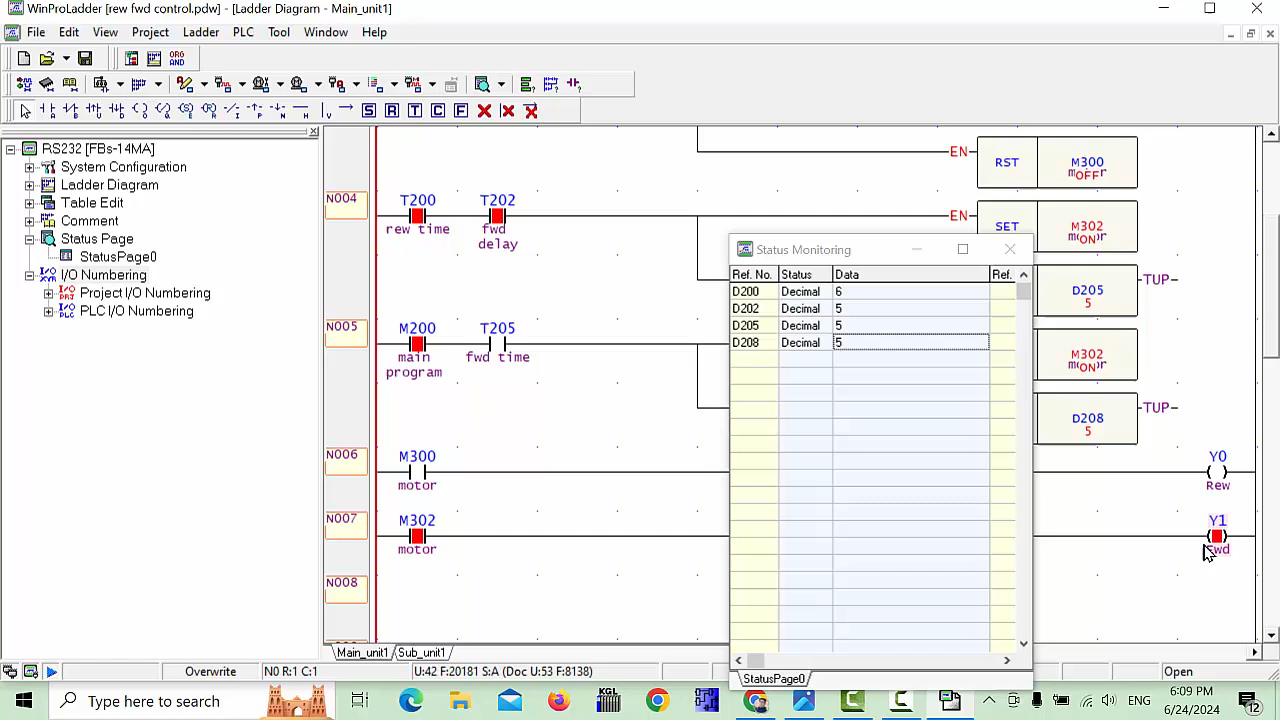 WinProLadder [rew fwd control.pdw] - [Ladder Diagram - Main_unit1]
File Edit View Project Ladder PLC Tool Window Help
ORG
AND
S R T C F
RS232 [FBs-14MA]
System Configuration
Ladder Diagram
Table Edit
Comment
Status Page
StatusPage0
I/O Numbering
Project I/O Numbering
PLC I/O Numbering
EN RST M300
OFF
N004 T200 T202 EN SET M302
rew time fwd delay ON
D205 TUP
5
N005 M200 T205 M302
main program fwd time ON
D208 TUP
5
N006 M300 Y0
motor Rew
N007 M302 Y1
motor
N008
Status Monitoring
Ref. No. Status Data Ref.
D200 Decimal 6
D202 Decimal 5
D205 Decimal 5
D208 Decimal 5
StatusPage0
Main_unit1 Sub_unit1
Overwrite N0 R:1 C:1 U:42 F:20181 S:A (Doc U:53 F:8138) Open
Type here to search KGL ENG 6:09 PM
6/24/2024 12